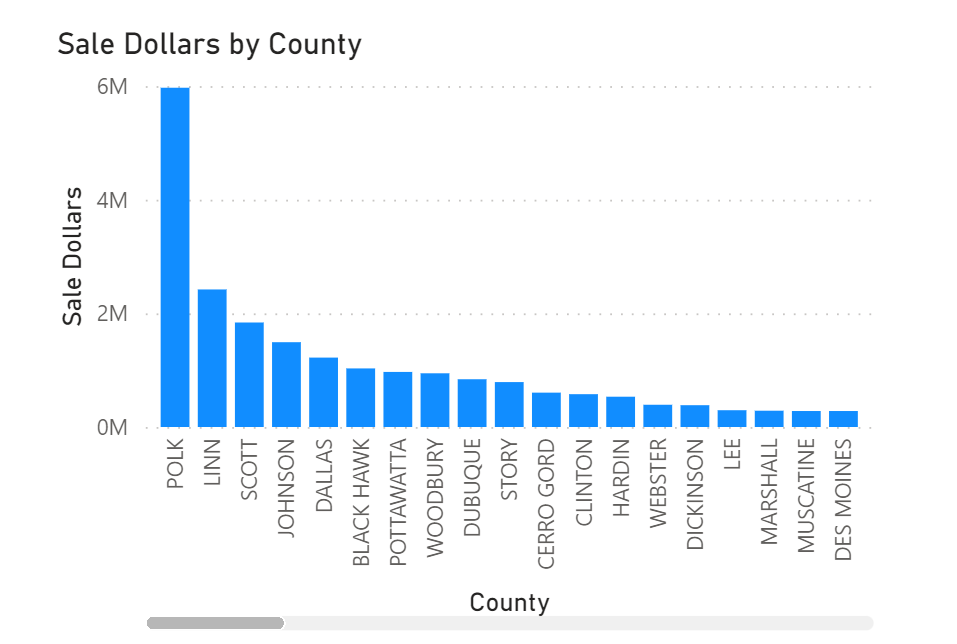 Sale Dollars by County
Sale Dollars
6M
4M
2M
0M
POLK
LINN
SCOTT
JOHNSON
DALLAS
BLACK HAWK
POTTAWATTA
WOODBURY
DUBUQUE
STORY
CERRO GORD
CLINTON
HARDIN
WEBSTER
DICKINSON
LEE
MARSHALL
MUSCATINE
DES MOINES
County